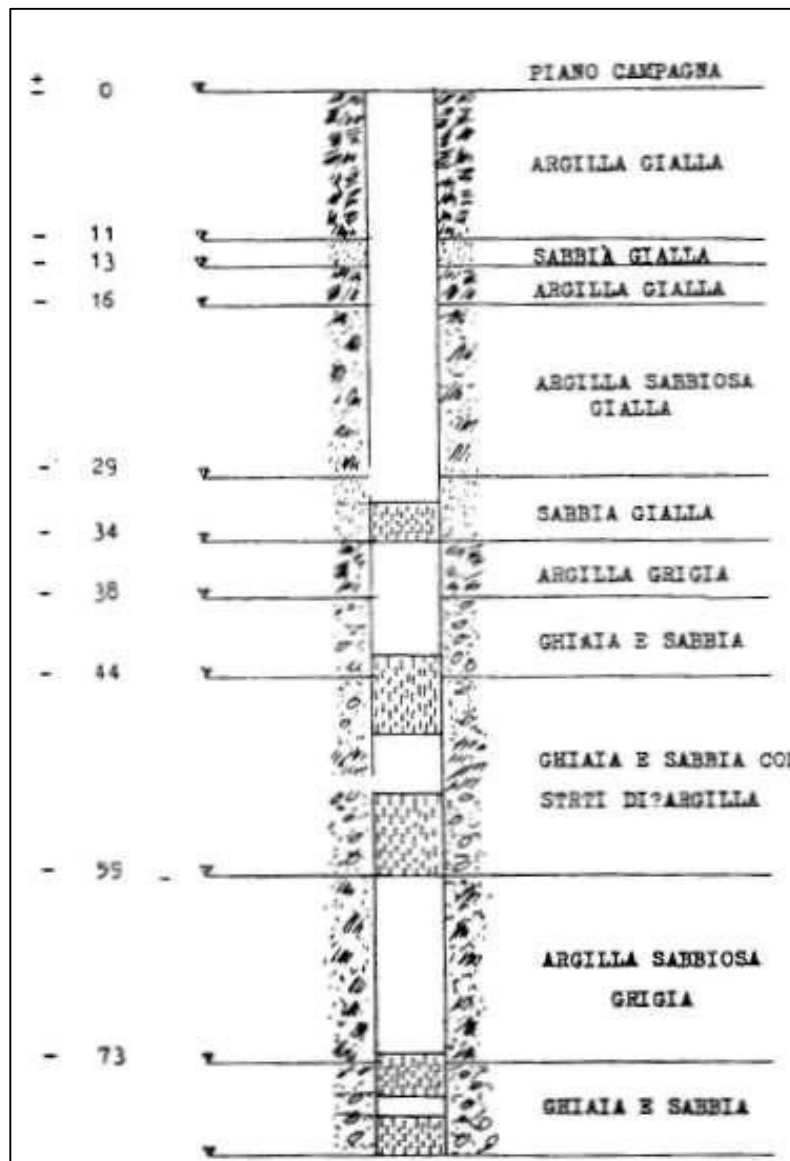 PIANO CAMPAGNA
± 0
ARGILLA GIALLA
- 11
SABBIA GIALLA
- 13
ARGILLA GIALLA
- 16
ARGILLA SABBIOSA
GIALLA
- 29
SABBIA GIALLA
- 34
ARGILLA GRIGIA
- 38
GHIAIA E SABBIA
- 44
GHIAIA E SABBIA CO
STRTI DI?ARGILLA
- 59 -
ARGILLA SABBIOSA
GRIGIA
- 73
GHIAIA E SABBIA